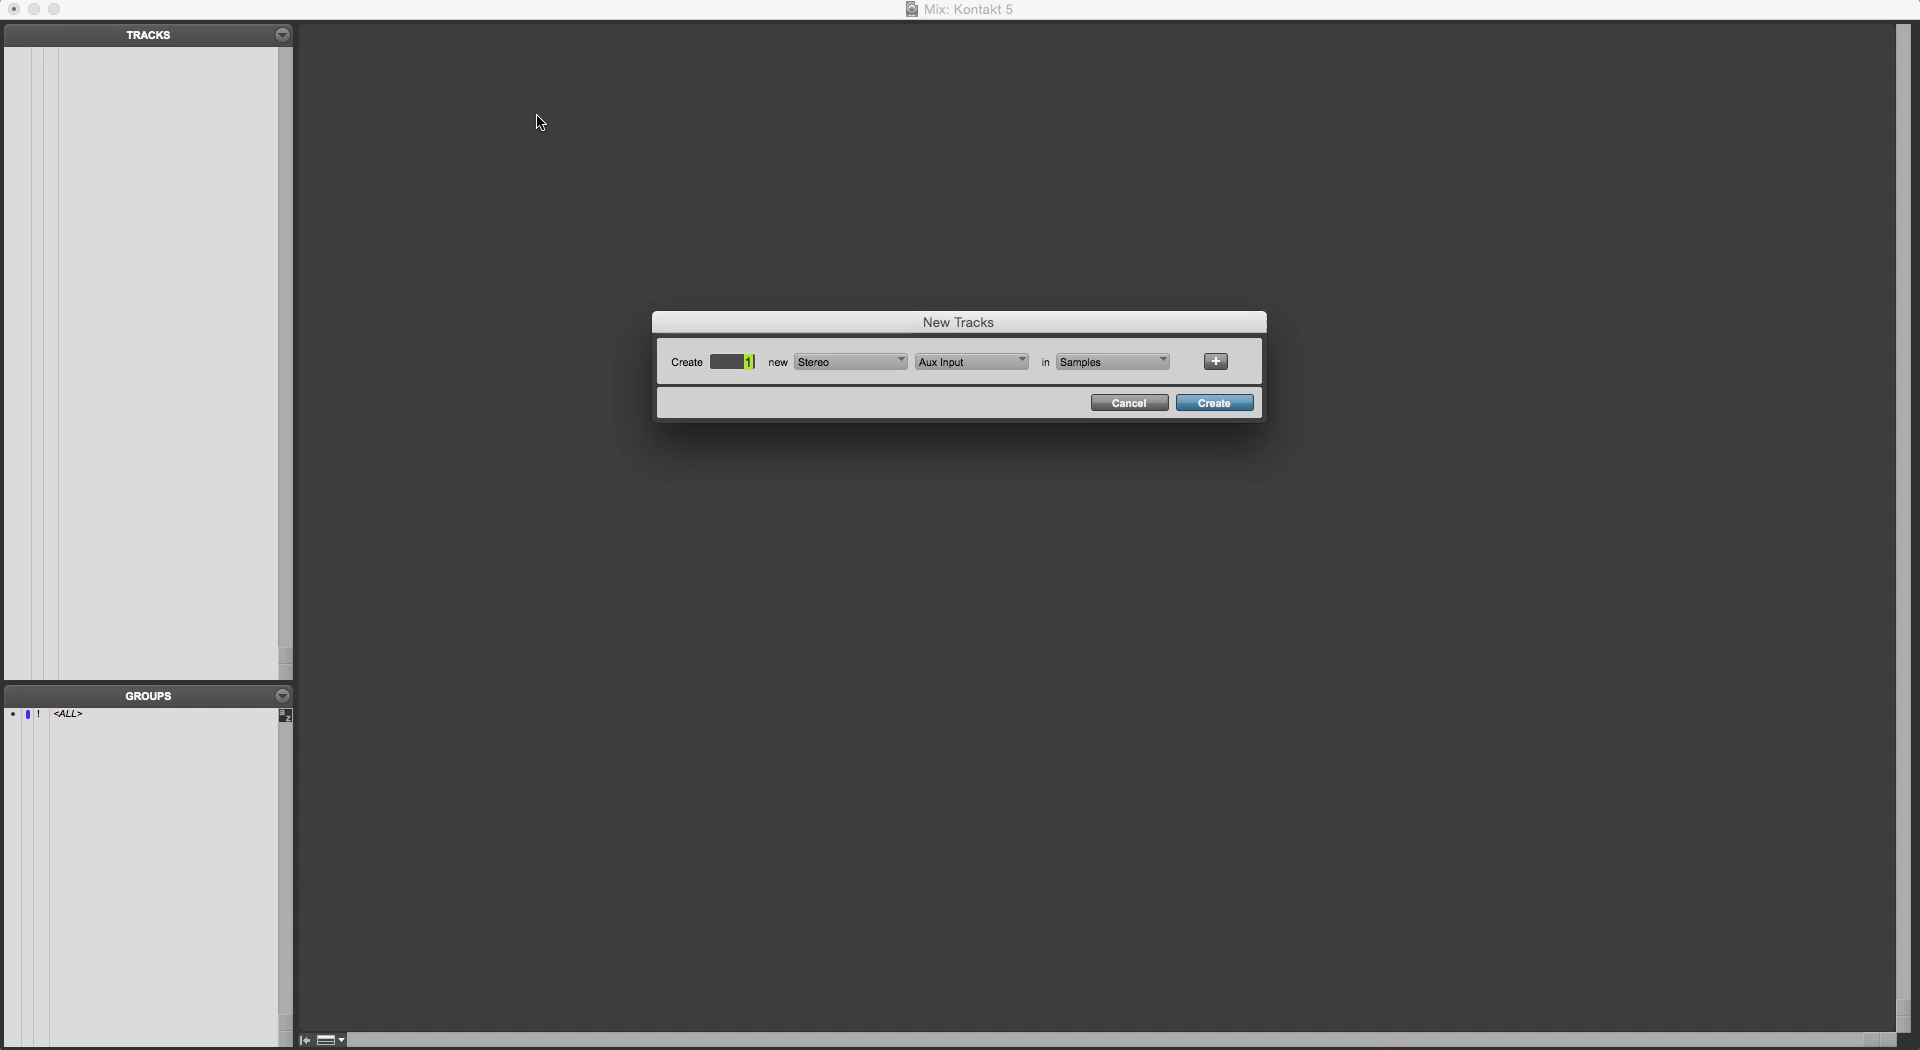 Mix: Kontakt 5
TRACKS
New Tracks
Create 1 new Stereo Aux Input in Samples +
Cancel Create
GROUPS
! <ALL>
a z